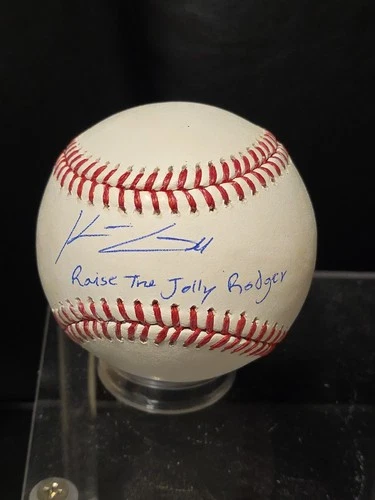 Raise The Jolly Rodger